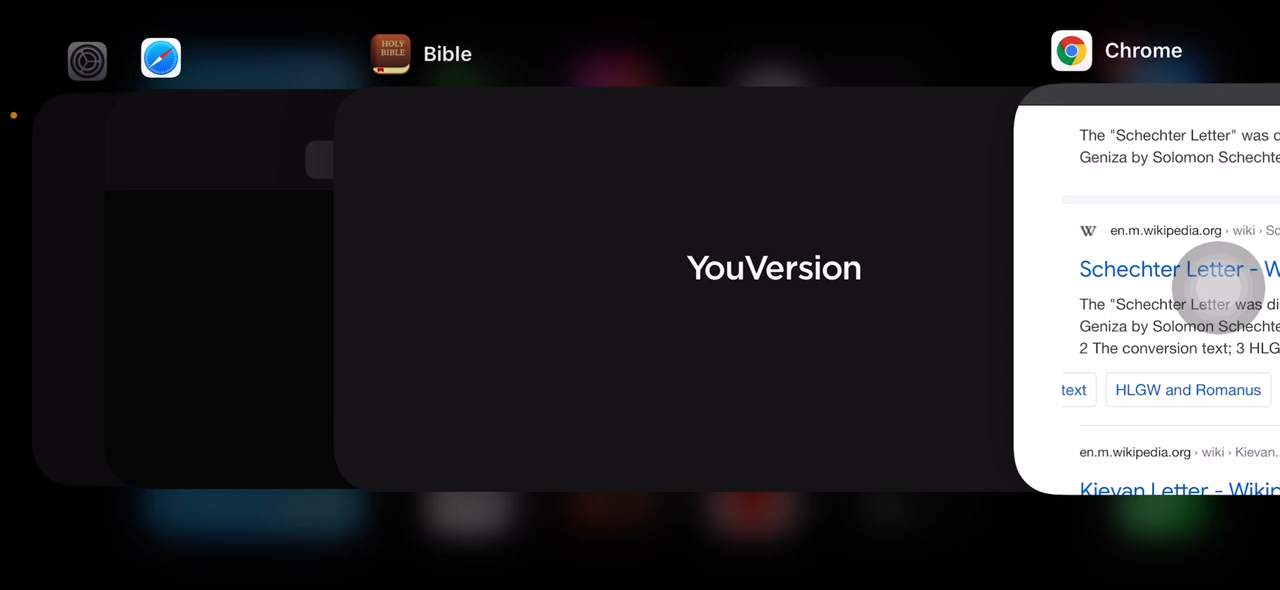 HOLY
BIBLE
Bible
Chrome
YouVersion
The "Schechter Letter" was
Geniza by Solomon Schechte
W en.m.wikipedia.org › wiki › Sc
Schechter Letter - W
The "Schechter Letter was di
Geniza by Solomon Schechte
2 The conversion text; 3 HLG
text
HLGW and Romanus
en.m.wikipedia.org › wiki › Kievan.
Kievan Letter - Wikip